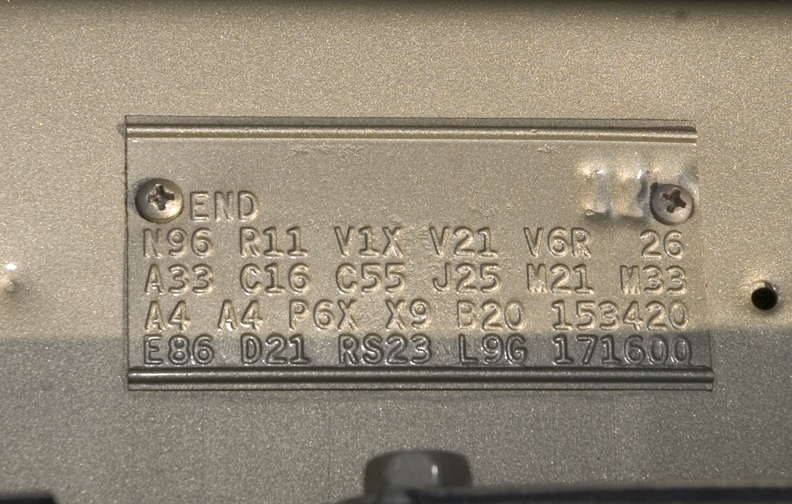 END
N96 R11 V1X V21 V6R 26
A33 C16 C55 J25 M21 M33
A4 A4 P6X X9 B20 153420
E86 D21 RS23 L9G 171600